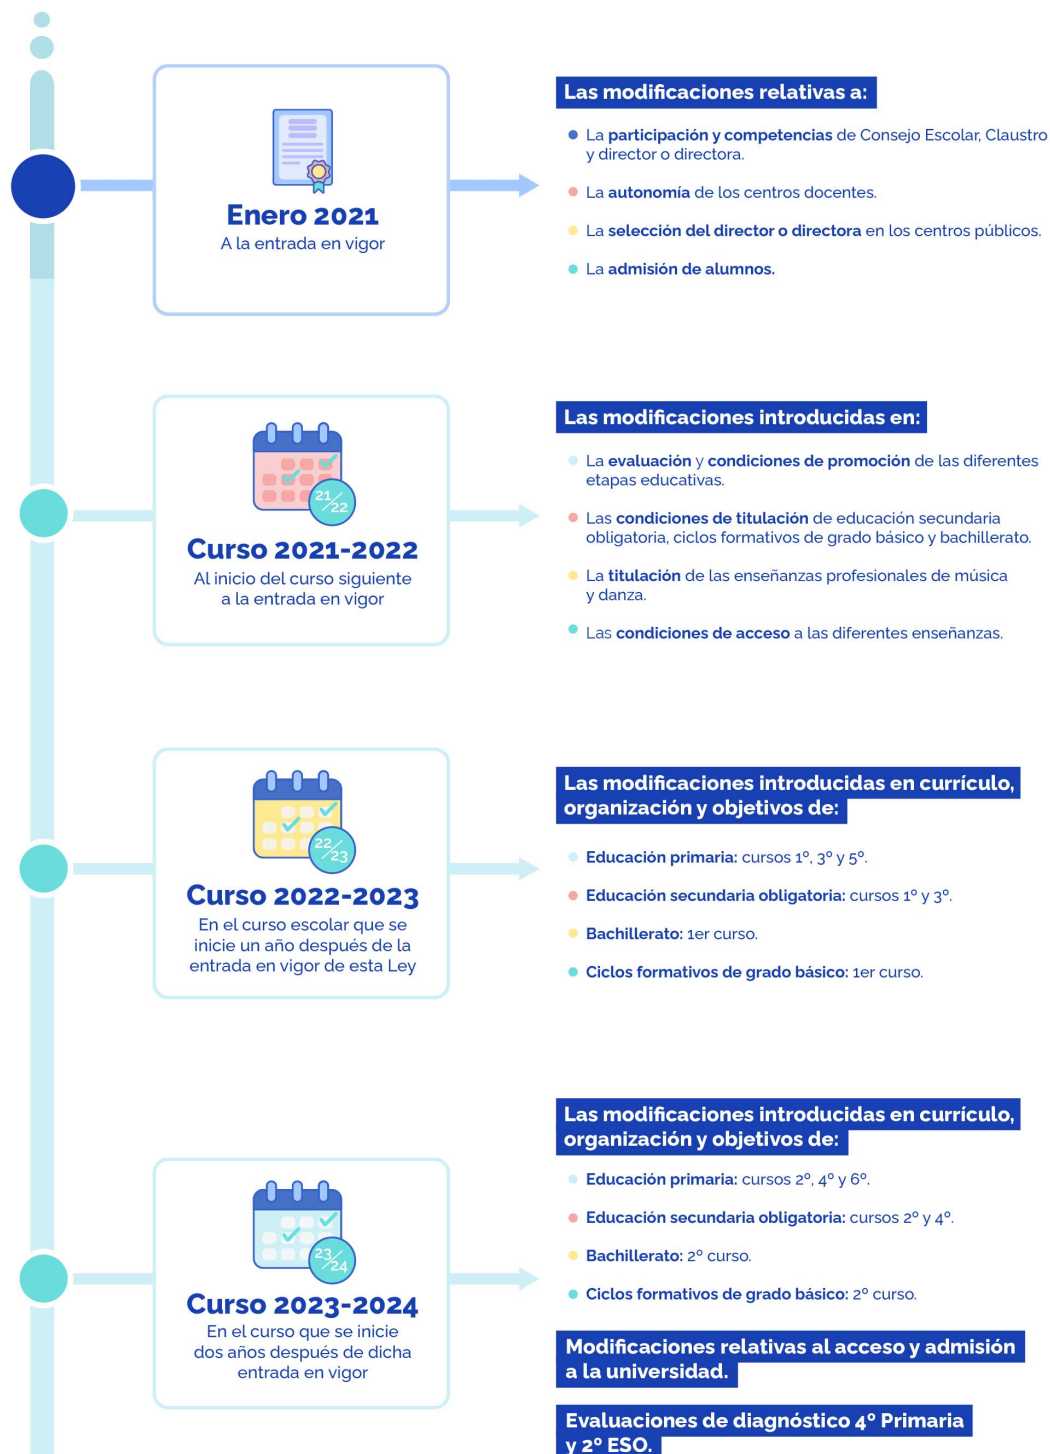 Enero 2021
A la entrada en vigor
Las modificaciones relativas a:
La participación y competencias de Consejo Escolar, Claustro
y director o directora.
La autonomía de los centros docentes.
La selección del director o directora en los centros públicos.
La admisión de alumnos.
21/22
Curso 2021-2022
Al inicio del curso siguiente
a la entrada en vigor
Las modificaciones introducidas en:
La evaluación y condiciones de promoción de las diferentes
etapas educativas.
Las condiciones de titulación de educación secundaria
obligatoria, ciclos formativos de grado básico y bachillerato.
La titulación de las enseñanzas profesionales de música
y danza.
Las condiciones de acceso a las diferentes enseñanzas.
22/23
Curso 2022-2023
En el curso escolar que se
inicie un año después de la
entrada en vigor de esta Ley
Las modificaciones introducidas en currículo,
organización y objetivos de:
Educación primaria: cursos 1º, 3º y 5º.
Educación secundaria obligatoria: cursos 1º y 3º.
Bachillerato: 1er curso.
Ciclos formativos de grado básico: 1er curso.
23/24
Curso 2023-2024
En el curso que se inicie
dos años después de dicha
entrada en vigor
Las modificaciones introducidas en currículo,
organización y objetivos de:
Educación primaria: cursos 2º, 4º y 6º.
Educación secundaria obligatoria: cursos 2º y 4º.
Bachillerato: 2º curso.
Ciclos formativos de grado básico: 2º curso.
Modificaciones relativas al acceso y admisión
a la universidad.
Evaluaciones de diagnóstico 4º Primaria
y 2º ESO.